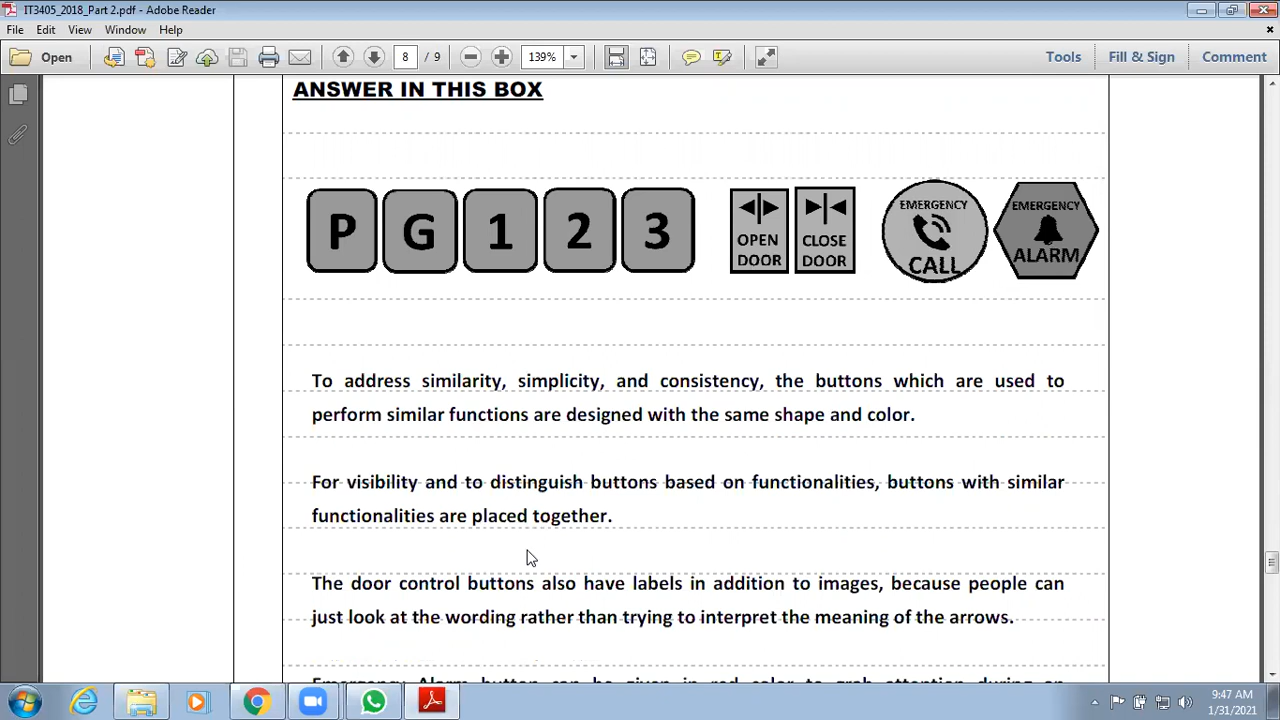 IT3405_2018_Part 2.pdf - Adobe Reader
File Edit View Window Help
Open 8 / 9 139% Tools Fill & Sign Comment
ANSWER IN THIS BOX
P G 1 2 3
OPEN DOOR
CLOSE DOOR
EMERGENCY CALL
EMERGENCY ALARM
To address similarity, simplicity, and consistency, the buttons which are used to
perform similar functions are designed with the same shape and color.
For visibility and to distinguish buttons based on functionalities, buttons with similar
functionalities are placed together.
The door control buttons also have labels in addition to images, because people can
just look at the wording rather than trying to interpret the meaning of the arrows.
Emergency Alarm button can be given in red color to grab attention during an
9:47 AM
1/31/2021